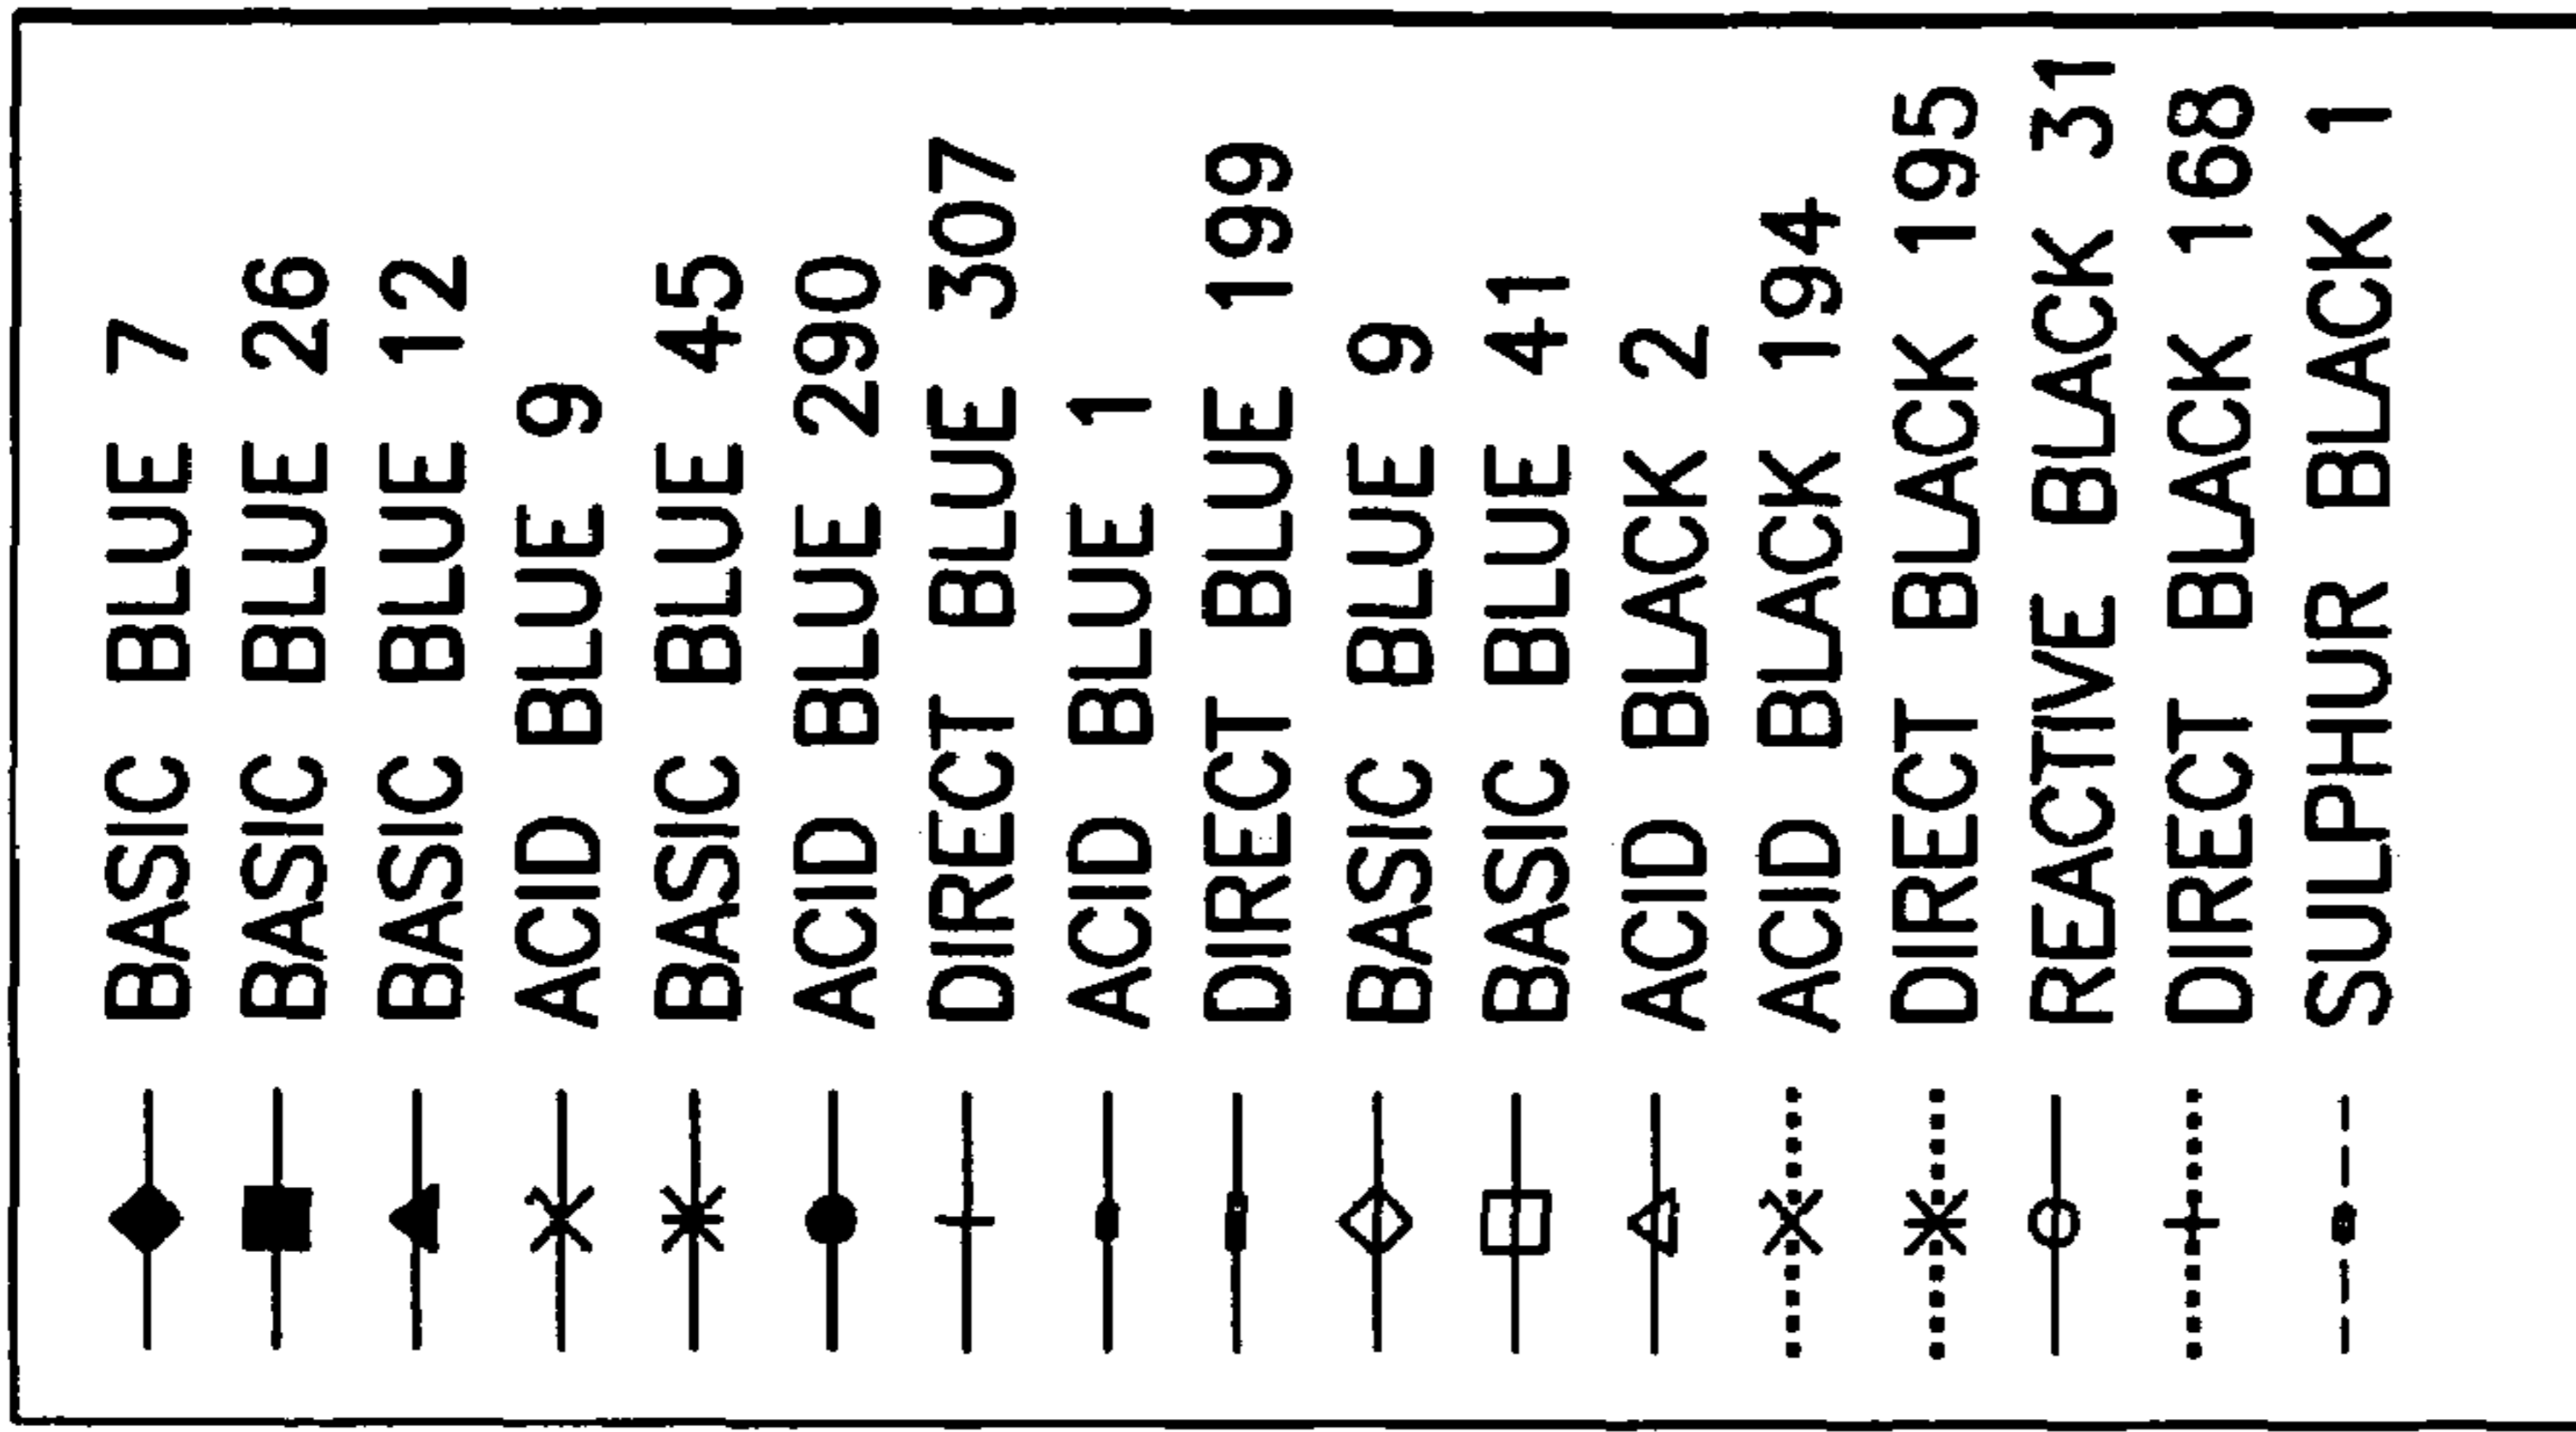 BASIC BLUE 7
BASIC BLUE 26
BASIC BLUE 12
ACID BLUE 9
BASIC BLUE 45
ACID BLUE 290
DIRECT BLUE 307
ACID BLUE 1
DIRECT BLUE 199
BASIC BLUE 9
BASIC BLUE 41
ACID BLACK 2
ACID BLACK 194
DIRECT BLACK 195
REACTIVE BLACK 31
DIRECT BLACK 168
SULPHUR BLACK 1